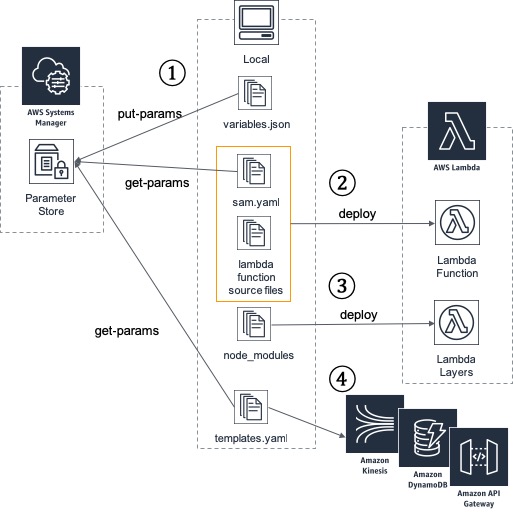 Local
①
AWS Systems
Manager
put-params
variables.json
Parameter
Store
get-params
sam.yaml
lambda
function
source files
②
deploy
AWS Lambda
Lambda
Function
③
deploy
node_modules
Lambda
Layers
get-params
templates.yaml
④
Amazon
Kinesis
Amazon
DynamoDB
Amazon API
Gateway